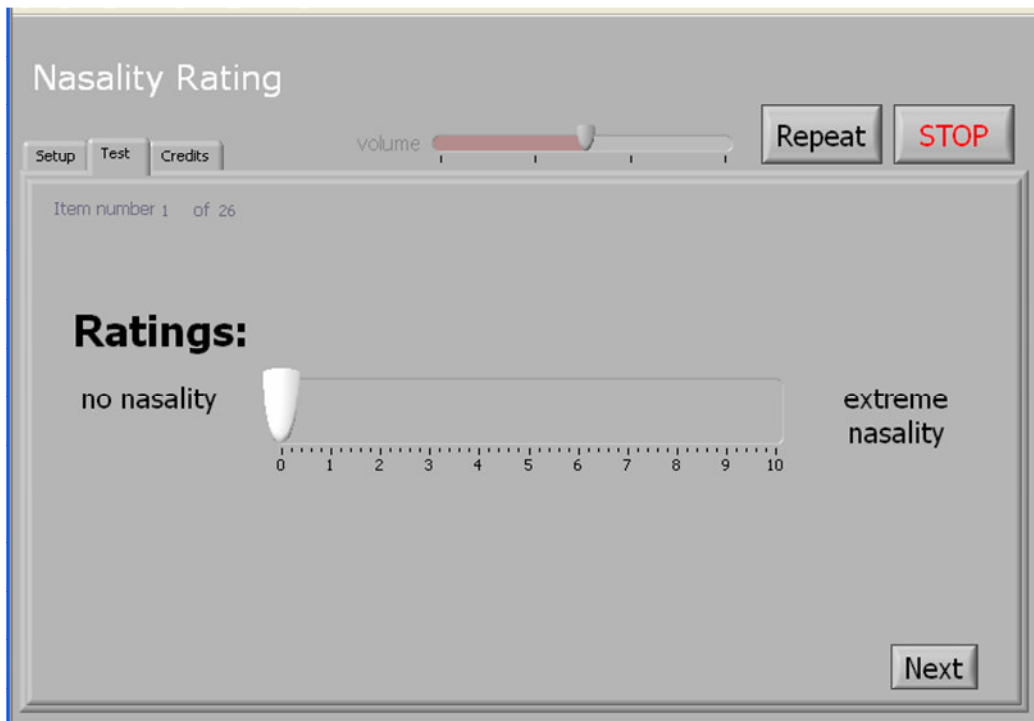 Nasality Rating
Setup Test Credits
volume
Repeat STOP
Item number 1 of 26
Ratings:
no nasality
extreme
nasality
0 1 2 3 4 5 6 7 8 9 10
Next